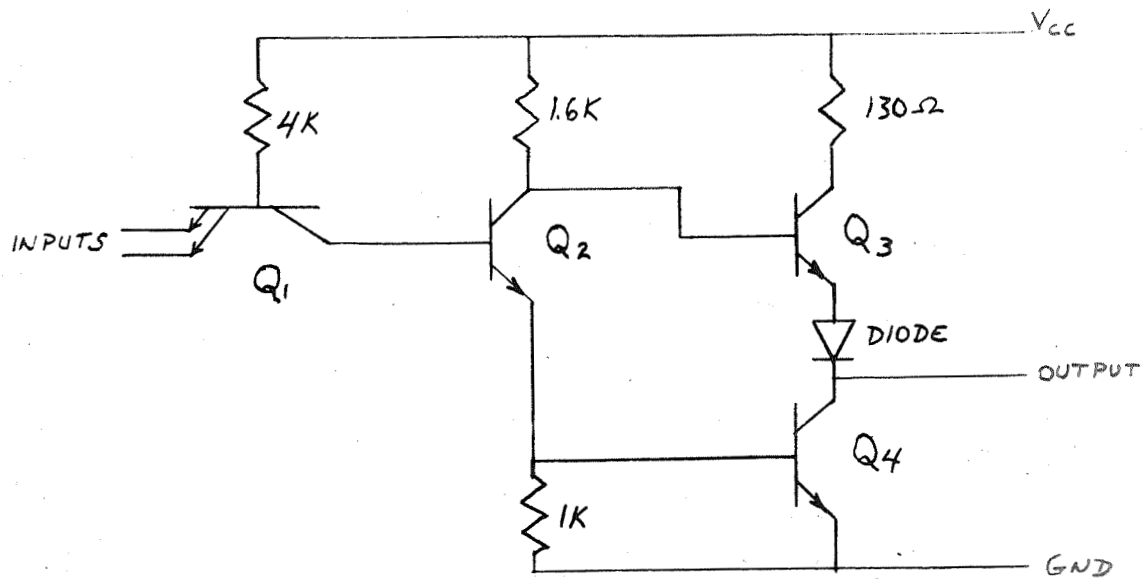 VCC
4K
1.6K
130Ω
INPUTS
Q1
Q2
Q3
DIODE
OUTPUT
Q4
1K
GND